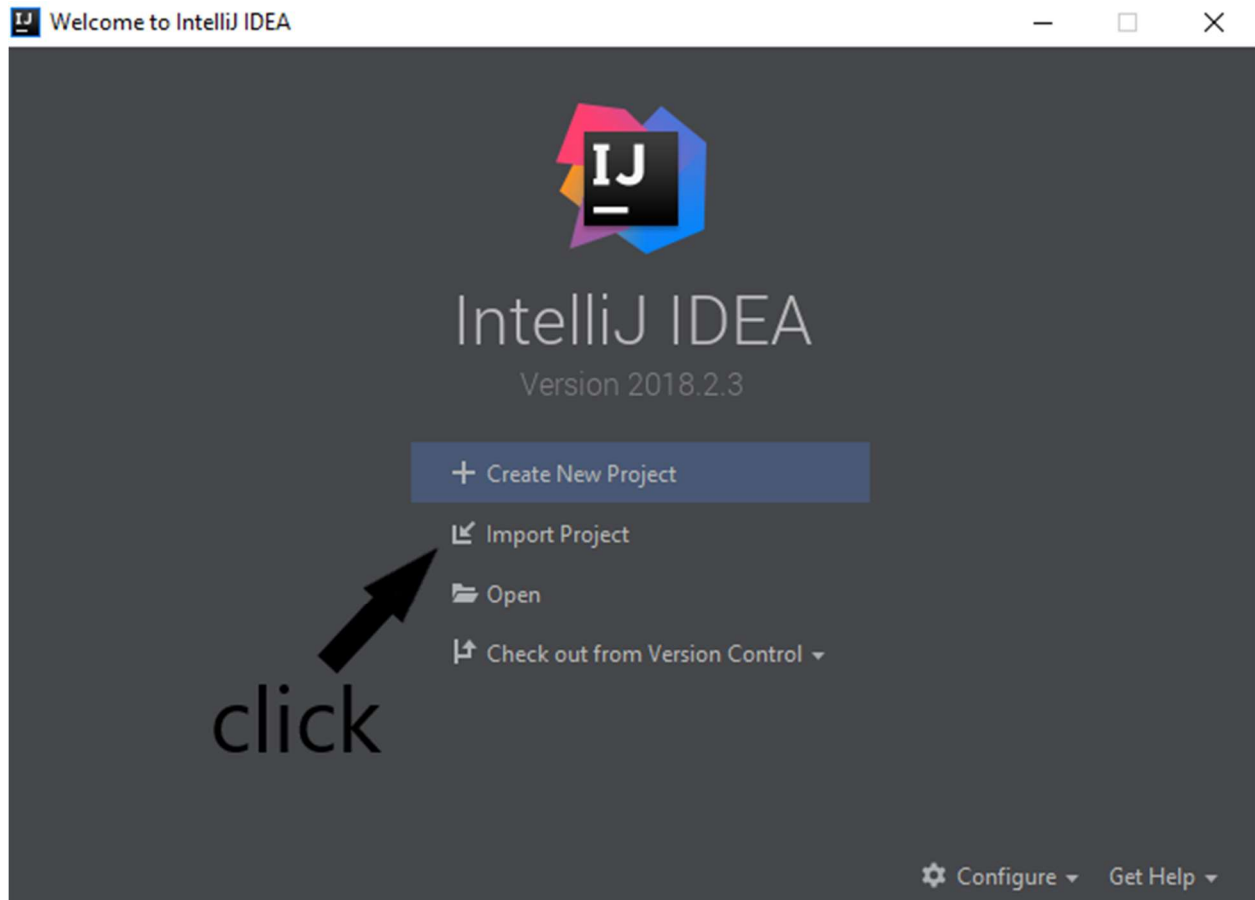 IJ Welcome to IntelliJ IDEA
IJ
IntelliJ IDEA
Version 2018.2.3
Create New Project
Import Project
Open
Check out from Version Control
click
Configure Get Help